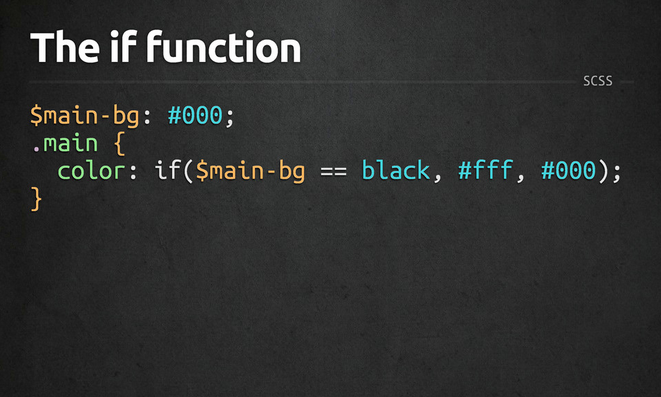 The if function
SCSS
$main-bg: #000;
.main {
  color: if($main-bg == black, #fff, #000);
}